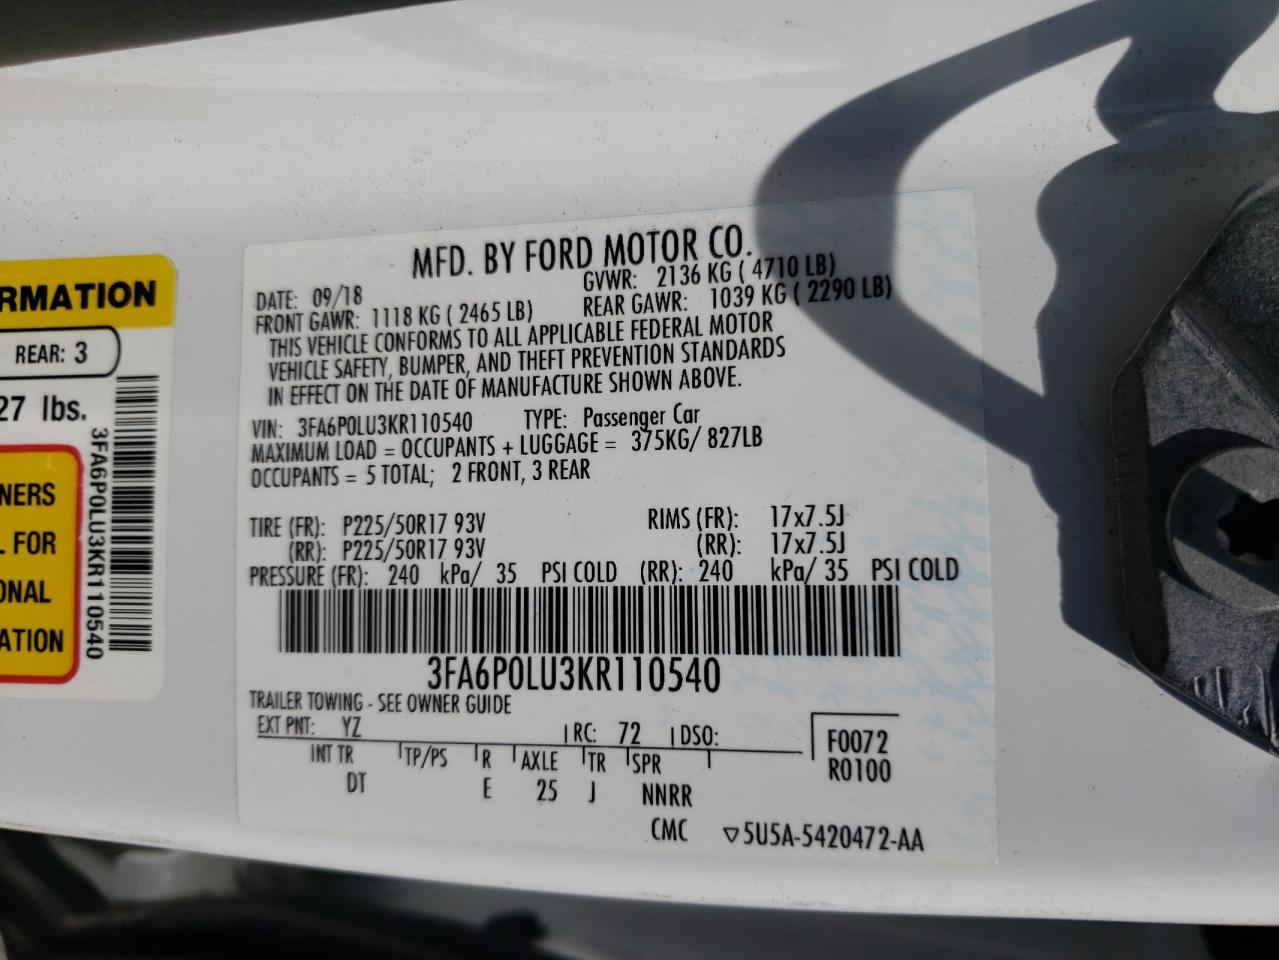 MFD. BY FORD MOTOR CO.
DATE: 09/18 GVWR: 2136 KG ( 4710 LB)
FRONT GAWR: 1118 KG ( 2465 LB) REAR GAWR: 1039 KG ( 2290 LB)
THIS VEHICLE CONFORMS TO ALL APPLICABLE FEDERAL MOTOR
VEHICLE SAFETY, BUMPER, AND THEFT PREVENTION STANDARDS
IN EFFECT ON THE DATE OF MANUFACTURE SHOWN ABOVE.
VIN: 3FA6P0LU3KR110540 TYPE: Passenger Car
MAXIMUM LOAD = OCCUPANTS + LUGGAGE = 375KG/ 827LB
OCCUPANTS = 5 TOTAL; 2 FRONT, 3 REAR
TIRE (FR): P225/50R17 93V RIMS (FR): 17x7.5J
(RR): P225/50R17 93V (RR): 17x7.5J
PRESSURE (FR): 240 kPa/ 35 PSI COLD (RR): 240 kPa/ 35 PSI COLD
3FA6P0LU3KR110540
TRAILER TOWING - SEE OWNER GUIDE
EXT PNT: YZ RC: 72 DSO:
INT TR TP/PS R AXLE TR SPR
DT E 25 J NNRR
F0072
R0100
CMC ▽5U5A-5420472-AA
RMATION
REAR: 3
27 lbs.
3FA6P0LU3KR110540
NERS
L FOR
ONAL
ATION